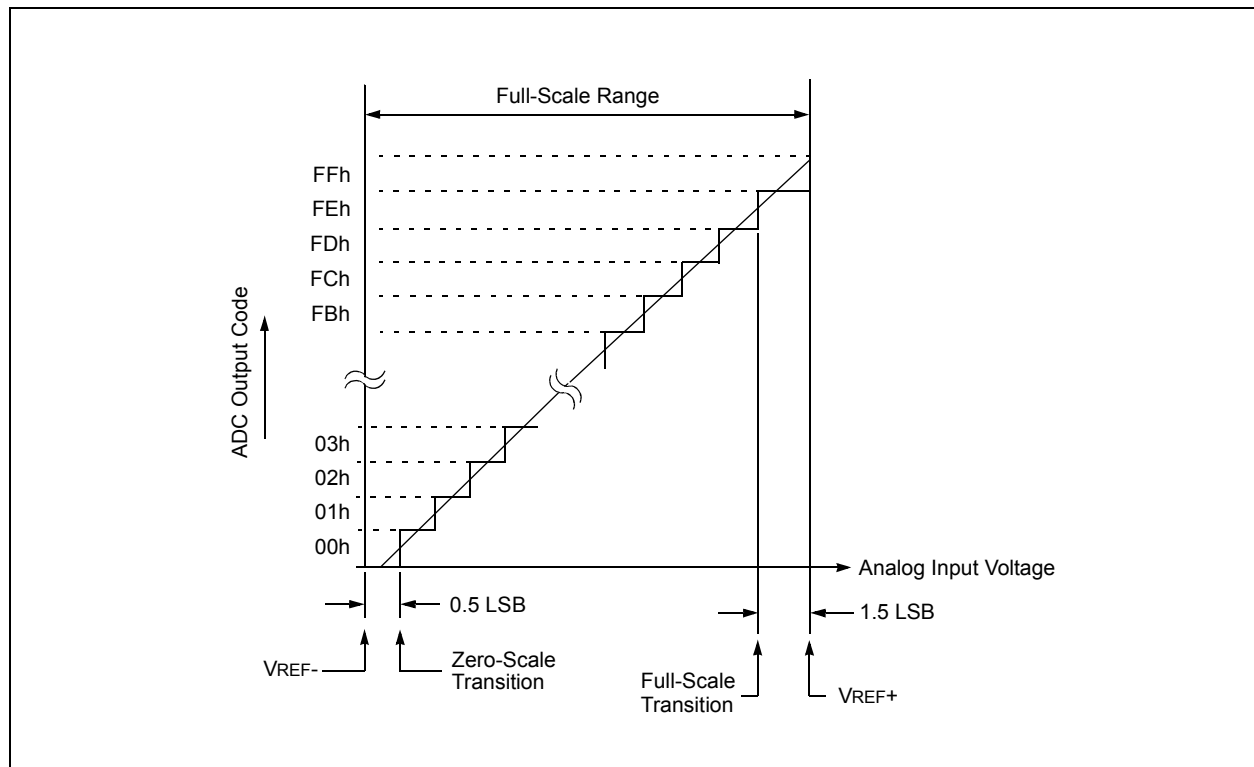 Full-Scale Range
FFh
FEh
FDh
FCh
FBh
ADC Output Code
03h
02h
01h
00h
Analog Input Voltage
0.5 LSB
1.5 LSB
VREF-
Zero-Scale
Transition
Full-Scale
Transition
VREF+